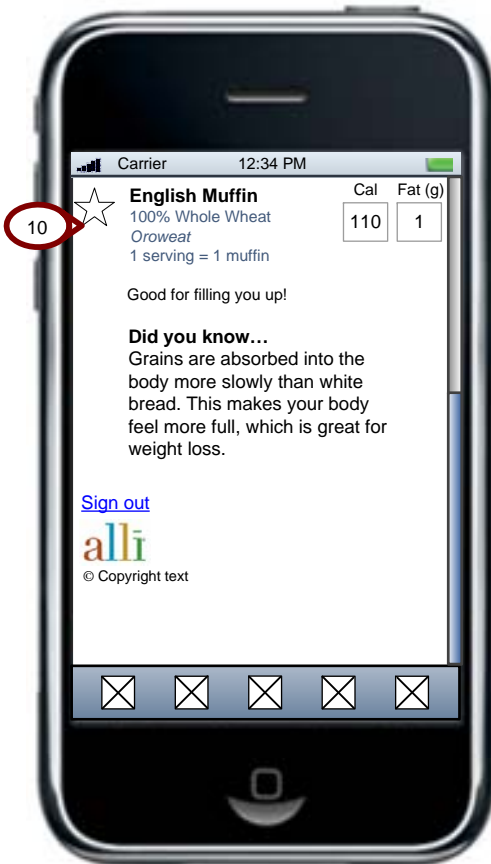 Carrier 12:34 PM
10
English Muffin
100% Whole Wheat
Oroweat
1 serving = 1 muffin
Cal Fat (g)
110 1
Good for filling you up!
Did you know…
Grains are absorbed into the
body more slowly than white
bread. This makes your body
feel more full, which is great for
weight loss.
Sign out
allī
© Copyright text